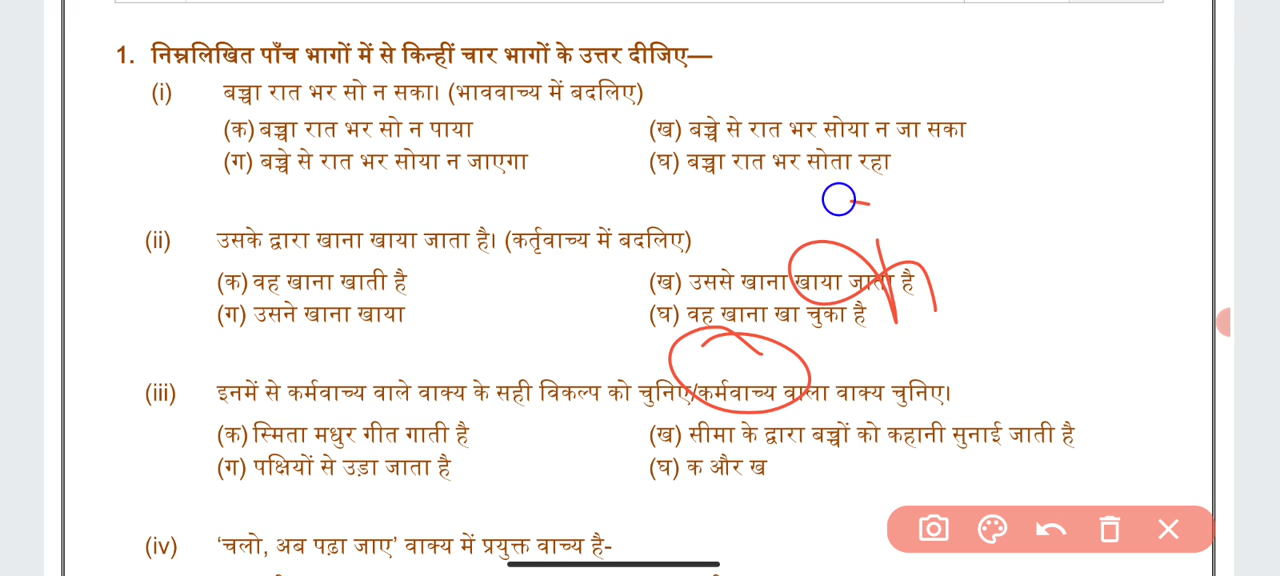 1. निम्नलिखित पाँच भागों में से किन्हीं चार भागों के उत्तर दीजिए—
(i) बच्चा रात भर सो न सका। (भाववाच्य में बदलिए)
(क) बच्चा रात भर सो न पाया (ख) बच्चे से रात भर सोया न जा सका
(ग) बच्चे से रात भर सोया न जाएगा (घ) बच्चा रात भर सोता रहा
(ii) उसके द्वारा खाना खाया जाता है। (कर्तृवाच्य में बदलिए)
(क) वह खाना खाती है (ख) उससे खाना खाया जाता है
(ग) उसने खाना खाया (घ) वह खाना खा चुका है
(iii) इनमें से कर्मवाच्य वाले वाक्य के सही विकल्प को चुनिए/कर्मवाच्य वाला वाक्य चुनिए।
(क) स्मिता मधुर गीत गाती है (ख) सीमा के द्वारा बच्चों को कहानी सुनाई जाती है
(ग) पक्षियों से उड़ा जाता है (घ) क और ख
(iv) ‘चलो, अब पढ़ा जाए’ वाक्य में प्रयुक्त वाच्य है-